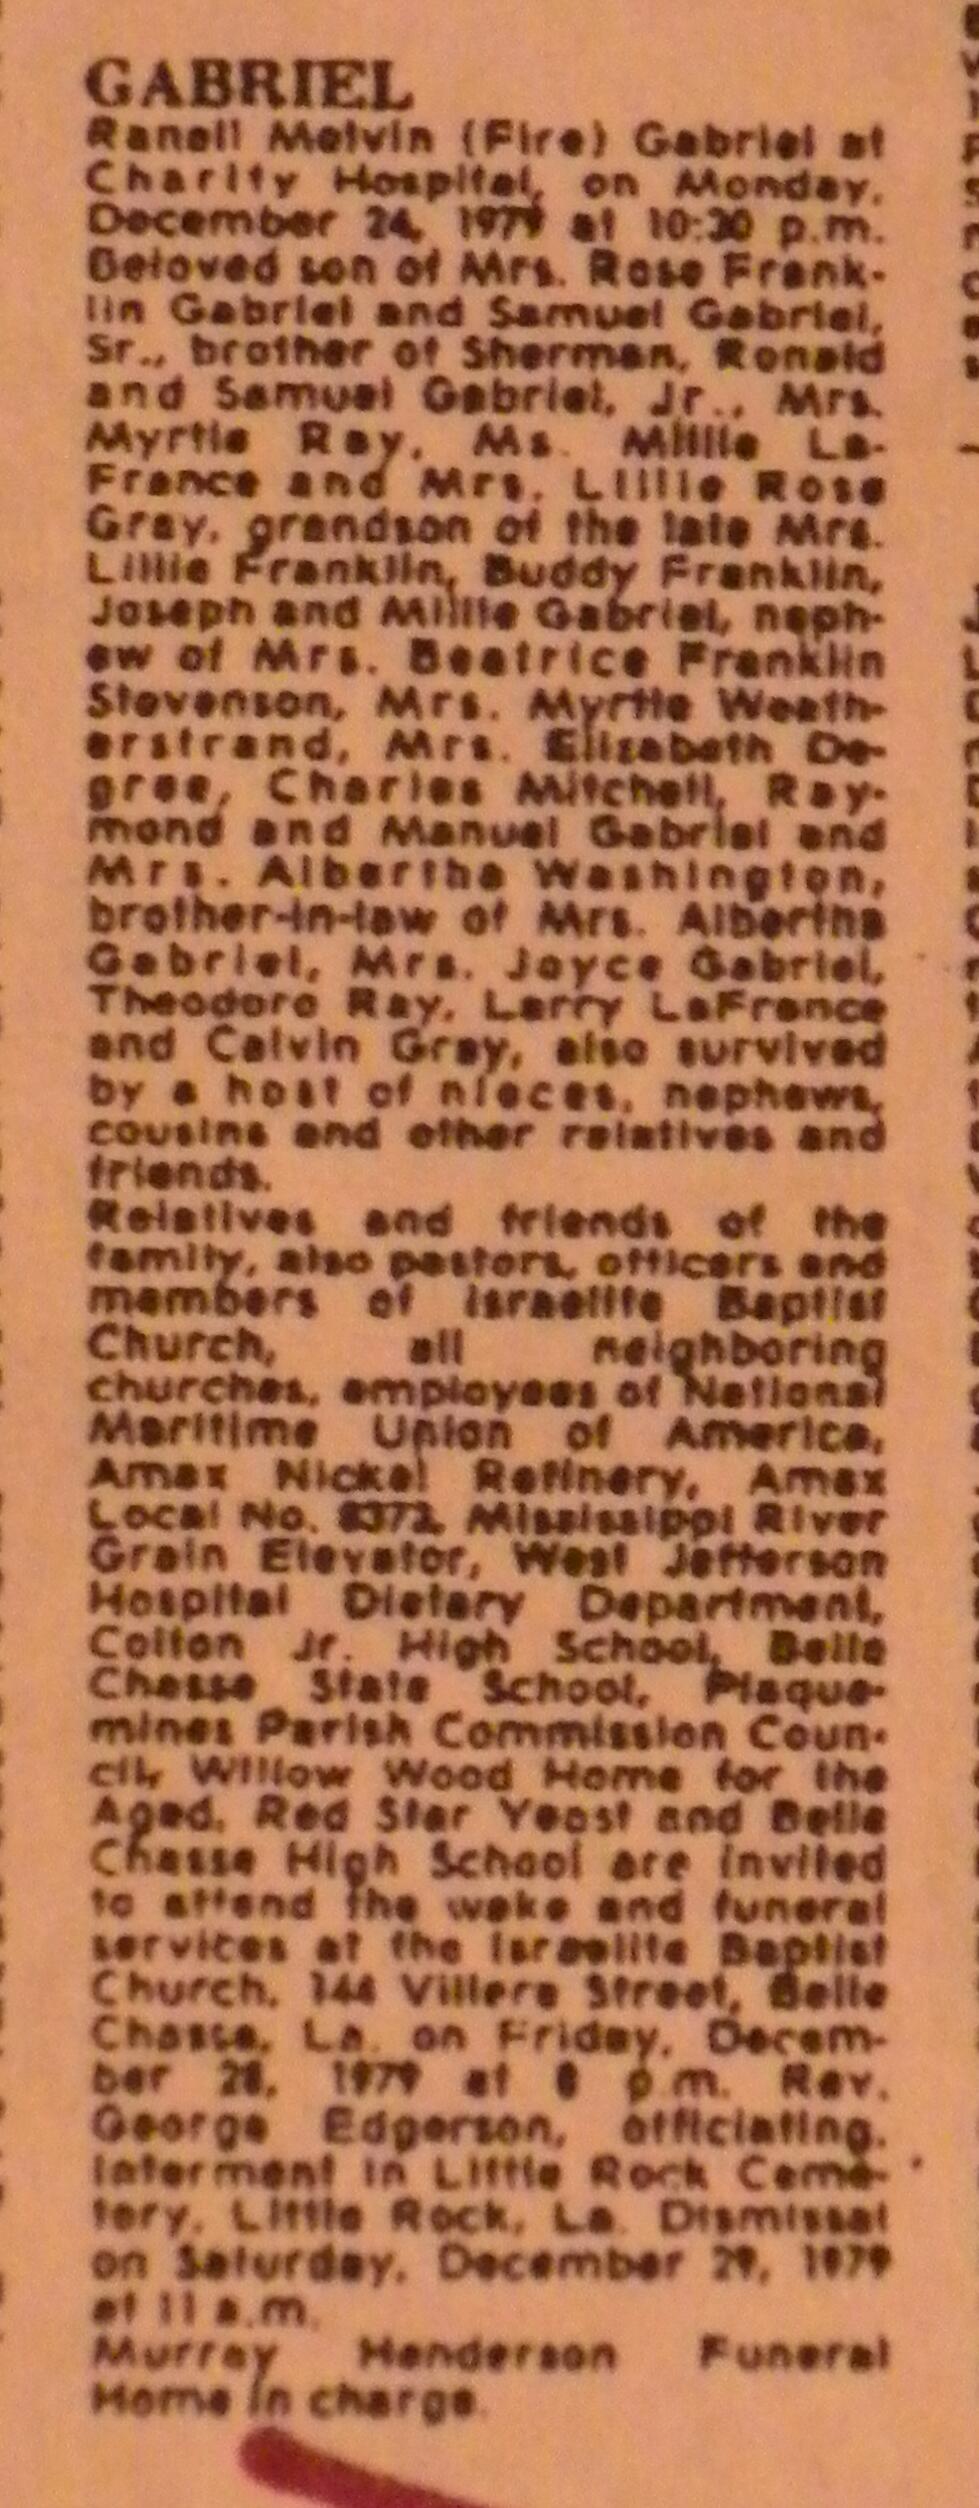 GABRIEL
Ranell Melvin (Fire) Gabriel at
Charity Hospital, on Monday,
December 24, 1979 at 10:30 p.m.
Beloved son of Mrs. Rose Frank-
lin Gabriel and Samuel Gabriel,
Sr., brother of Sherman, Ronald
and Samuel Gabriel, Jr., Mrs.
Myrtle Ray, Ms. Millie La-
France and Mrs. Lillie Rose
Gray, grandson of the late Mrs.
Lillie Franklin, Buddy Franklin,
Joseph and Millie Gabriel, neph-
ew of Mrs. Beatrice Franklin
Stevenson, Mrs. Myrtle Weath-
erstrand, Mrs. Elisabeth De-
gree, Charles Mitchell, Ray-
mond and Manuel Gabriel and
Mrs. Albertha Washington,
brother-in-law of Mrs. Albertha
Gabriel, Mrs. Joyce Gabriel,
Theodore Ray, Larry LaFrance
and Calvin Gray, also survived
by a host of nieces, nephews,
cousins and other relatives and
friends.
Relatives and friends of the
family, also pastors, officers and
members of Israelite Baptist
Church, all neighboring
churches, employees of National
Maritime Union of America,
Amax Nickel Refinery, Amax
Local No. 8373, Mississippi River
Grain Elevator, West Jefferson
Hospital Dietary Department,
Colton Jr. High School, Belle
Chasse State School, Plaque-
mines Parish Commission Coun-
cil, Willow Wood Home for the
Aged, Red Star Yeast and Belle
Chasse High School are invited
to attend the wake and funeral
services at the Israelite Baptist
Church, 144 Villere Street, Belle
Chasse, La. on Friday, Decem-
ber 28, 1979 at 8 p.m. Rev.
George Edgerson, officiating.
Interment in Little Rock Ceme-
tery, Little Rock, La. Dismissal
on Saturday, December 29, 1979
at 11 a.m.
Murray Henderson Funeral
Home in charge.